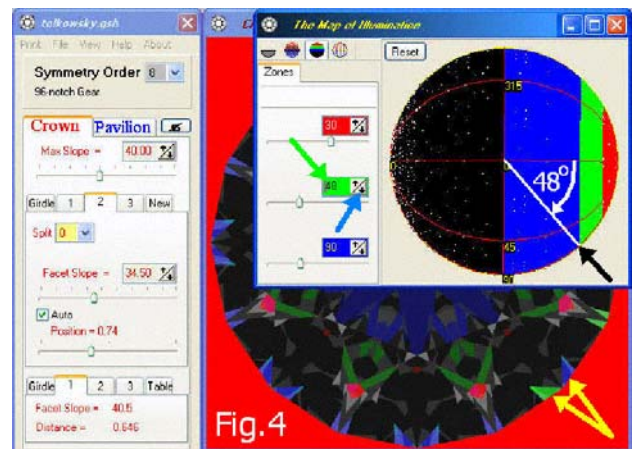 tolkowsky.gsh
Print File View Help About
Symmetry Order 8
96-notch Gear
Crown Pavilion
Max Slope = 40.00
Girdle 1 2 3 New
Split 0
Facet Slope = 34.50
Auto
Position = 0.74
Girdle 1 2 3 Table
Facet Slope = 40.5
Distance = 0.646
The Map of Illumination
Reset
Zones
30
48
90
315
0
45
48º
Fig.4